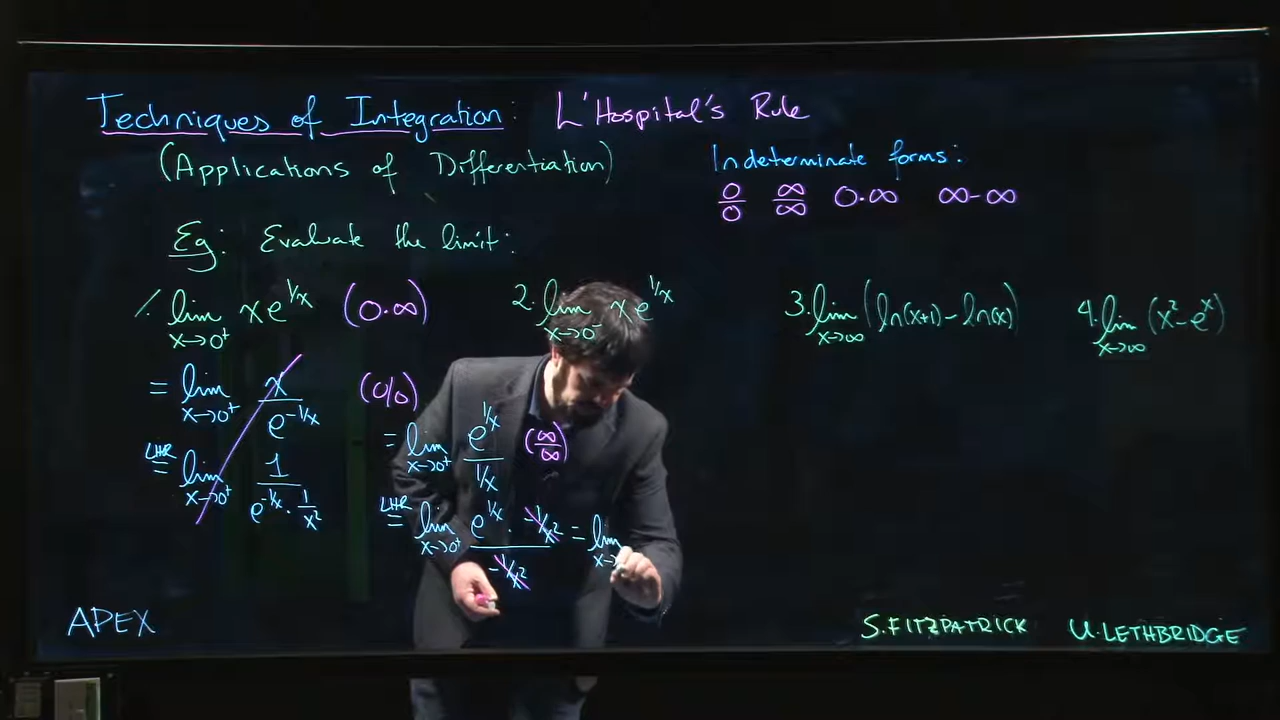 Techniques of Integration: L'Hospital's Rule
(Applications of Differentiation)
Indeterminate forms:
0/0 ∞/∞ 0·∞ ∞-∞
Eg: Evaluate the limit:
1. lim x→0⁺ x e^{1/x} (0·∞)
2. lim x→0⁻ x e^{1/x}
3. lim x→∞ (ln(x+1) - ln(x))
4. lim x→∞ (x² - e^x)
= lim x→0⁺ x / e^{-1/x} (0/0)
LHR = lim x→0⁺ 1 / (e^{-1/x} · 1/x²)
= lim x→0⁺ e^{1/x} / (1/x) (∞/∞)
LHR = lim x→0⁺ (e^{1/x} · -1/x²) / (-1/x²) = lim x→
APEX
S.FITZPATRICK U.LETHBRIDGE